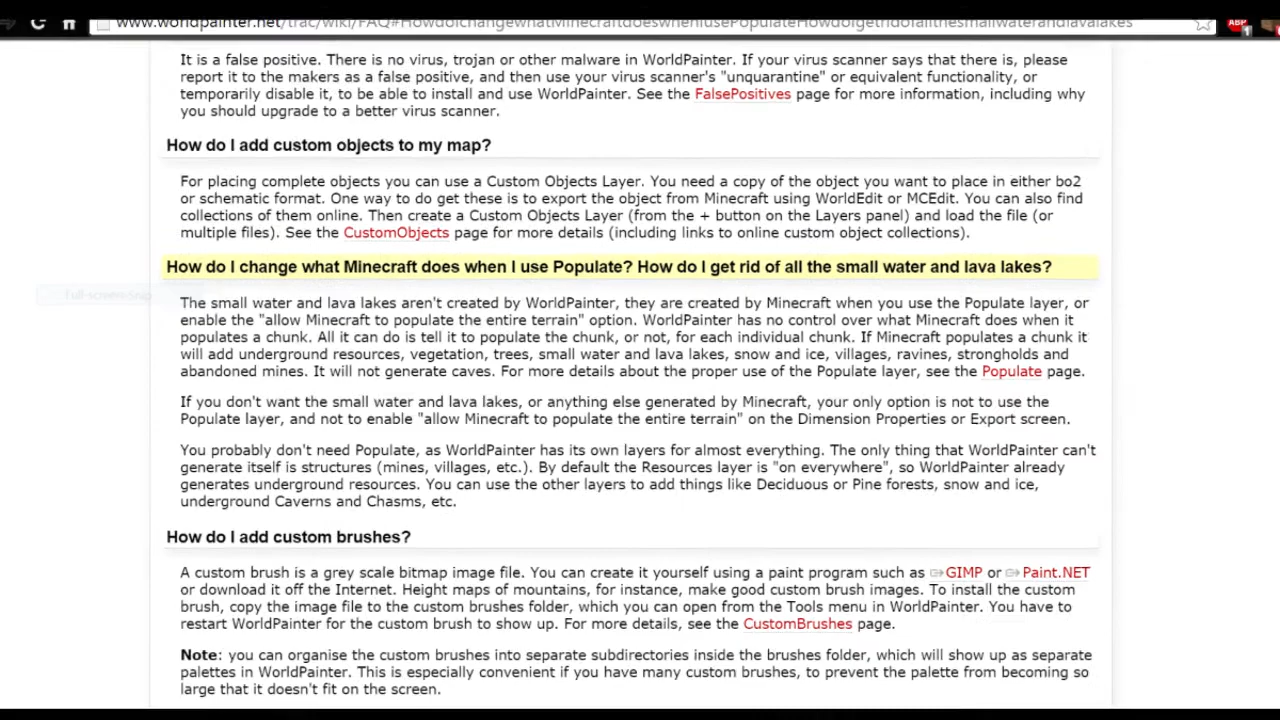 www.worldpainter.net/trac/wiki/FAQ#HowdoIchangewhatMinecraftdoeswhenIusePopulateHowdoIgetridofallthesmallwaterandlavalakes
ABP
1
It is a false positive. There is no virus, trojan or other malware in WorldPainter. If your virus scanner says that there is, please
report it to the makers as a false positive, and then use your virus scanner's "unquarantine" or equivalent functionality, or
temporarily disable it, to be able to install and use WorldPainter. See the FalsePositives page for more information, including why
you should upgrade to a better virus scanner.
How do I add custom objects to my map?
For placing complete objects you can use a Custom Objects Layer. You need a copy of the object you want to place in either bo2
or schematic format. One way to do get these is to export the object from Minecraft using WorldEdit or MCEdit. You can also find
collections of them online. Then create a Custom Objects Layer (from the + button on the Layers panel) and load the file (or
multiple files). See the CustomObjects page for more details (including links to online custom object collections).
How do I change what Minecraft does when I use Populate? How do I get rid of all the small water and lava lakes?
Full-screen Snip
The small water and lava lakes aren't created by WorldPainter, they are created by Minecraft when you use the Populate layer, or
enable the "allow Minecraft to populate the entire terrain" option. WorldPainter has no control over what Minecraft does when it
populates a chunk. All it can do is tell it to populate the chunk, or not, for each individual chunk. If Minecraft populates a chunk it
will add underground resources, vegetation, trees, small water and lava lakes, snow and ice, villages, ravines, strongholds and
abandoned mines. It will not generate caves. For more details about the proper use of the Populate layer, see the Populate page.
If you don't want the small water and lava lakes, or anything else generated by Minecraft, your only option is not to use the
Populate layer, and not to enable "allow Minecraft to populate the entire terrain" on the Dimension Properties or Export screen.
You probably don't need Populate, as WorldPainter has its own layers for almost everything. The only thing that WorldPainter can't
generate itself is structures (mines, villages, etc.). By default the Resources layer is "on everywhere", so WorldPainter already
generates underground resources. You can use the other layers to add things like Deciduous or Pine forests, snow and ice,
underground Caverns and Chasms, etc.
How do I add custom brushes?
A custom brush is a grey scale bitmap image file. You can create it yourself using a paint program such as GIMP or Paint.NET
or download it off the Internet. Height maps of mountains, for instance, make good custom brush images. To install the custom
brush, copy the image file to the custom brushes folder, which you can open from the Tools menu in WorldPainter. You have to
restart WorldPainter for the custom brush to show up. For more details, see the CustomBrushes page.
Note: you can organise the custom brushes into separate subdirectories inside the brushes folder, which will show up as separate
palettes in WorldPainter. This is especially convenient if you have many custom brushes, to prevent the palette from becoming so
large that it doesn't fit on the screen.